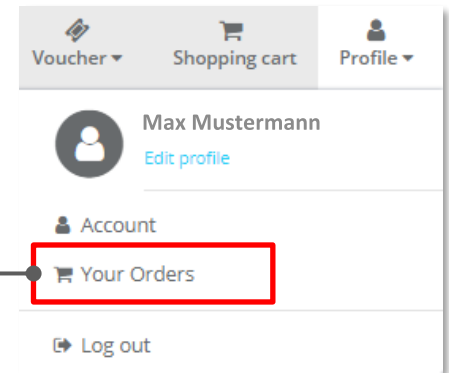 Voucher Shopping cart Profile
Max Mustermann
Edit profile
Account
Your Orders
Log out